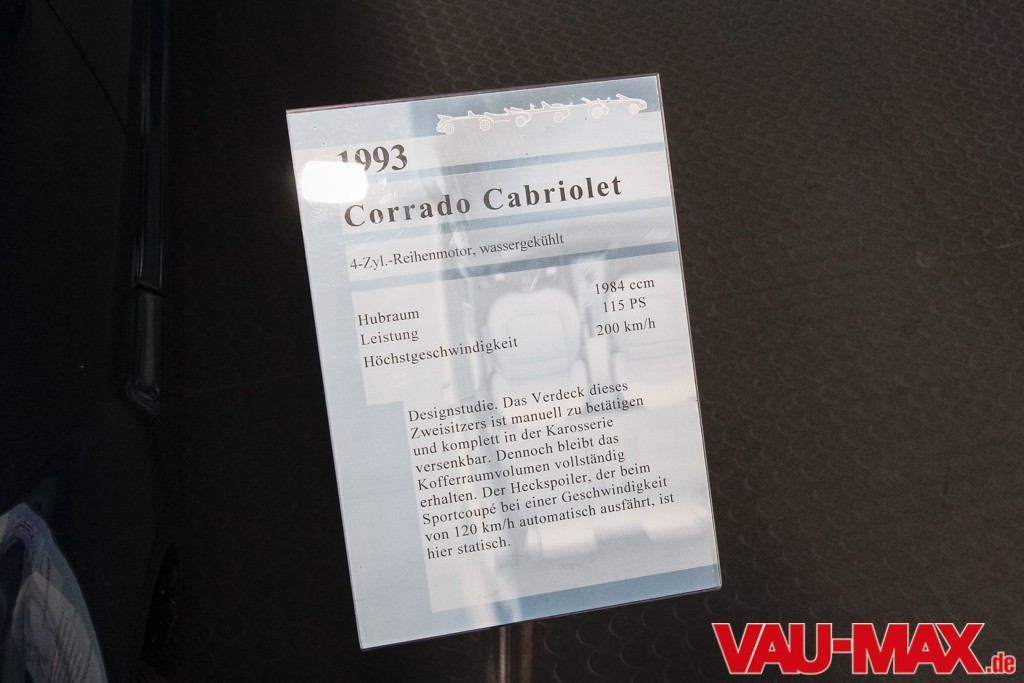 1993
Corrado Cabriolet
4-Zyl.-Reihenmotor, wassergekühlt
Hubraum 1984 ccm
Leistung 115 PS
Höchstgeschwindigkeit 200 km/h
Designstudie. Das Verdeck dieses
Zweisitzers ist manuell zu betätigen
und komplett in der Karosserie
versenkbar. Dennoch bleibt das
Kofferraumvolumen vollständig
erhalten. Der Heckspoiler, der beim
Sportcoupé bei einer Geschwindigkeit
von 120 km/h automatisch ausfährt, ist
hier statisch.
VAU-MAX.de